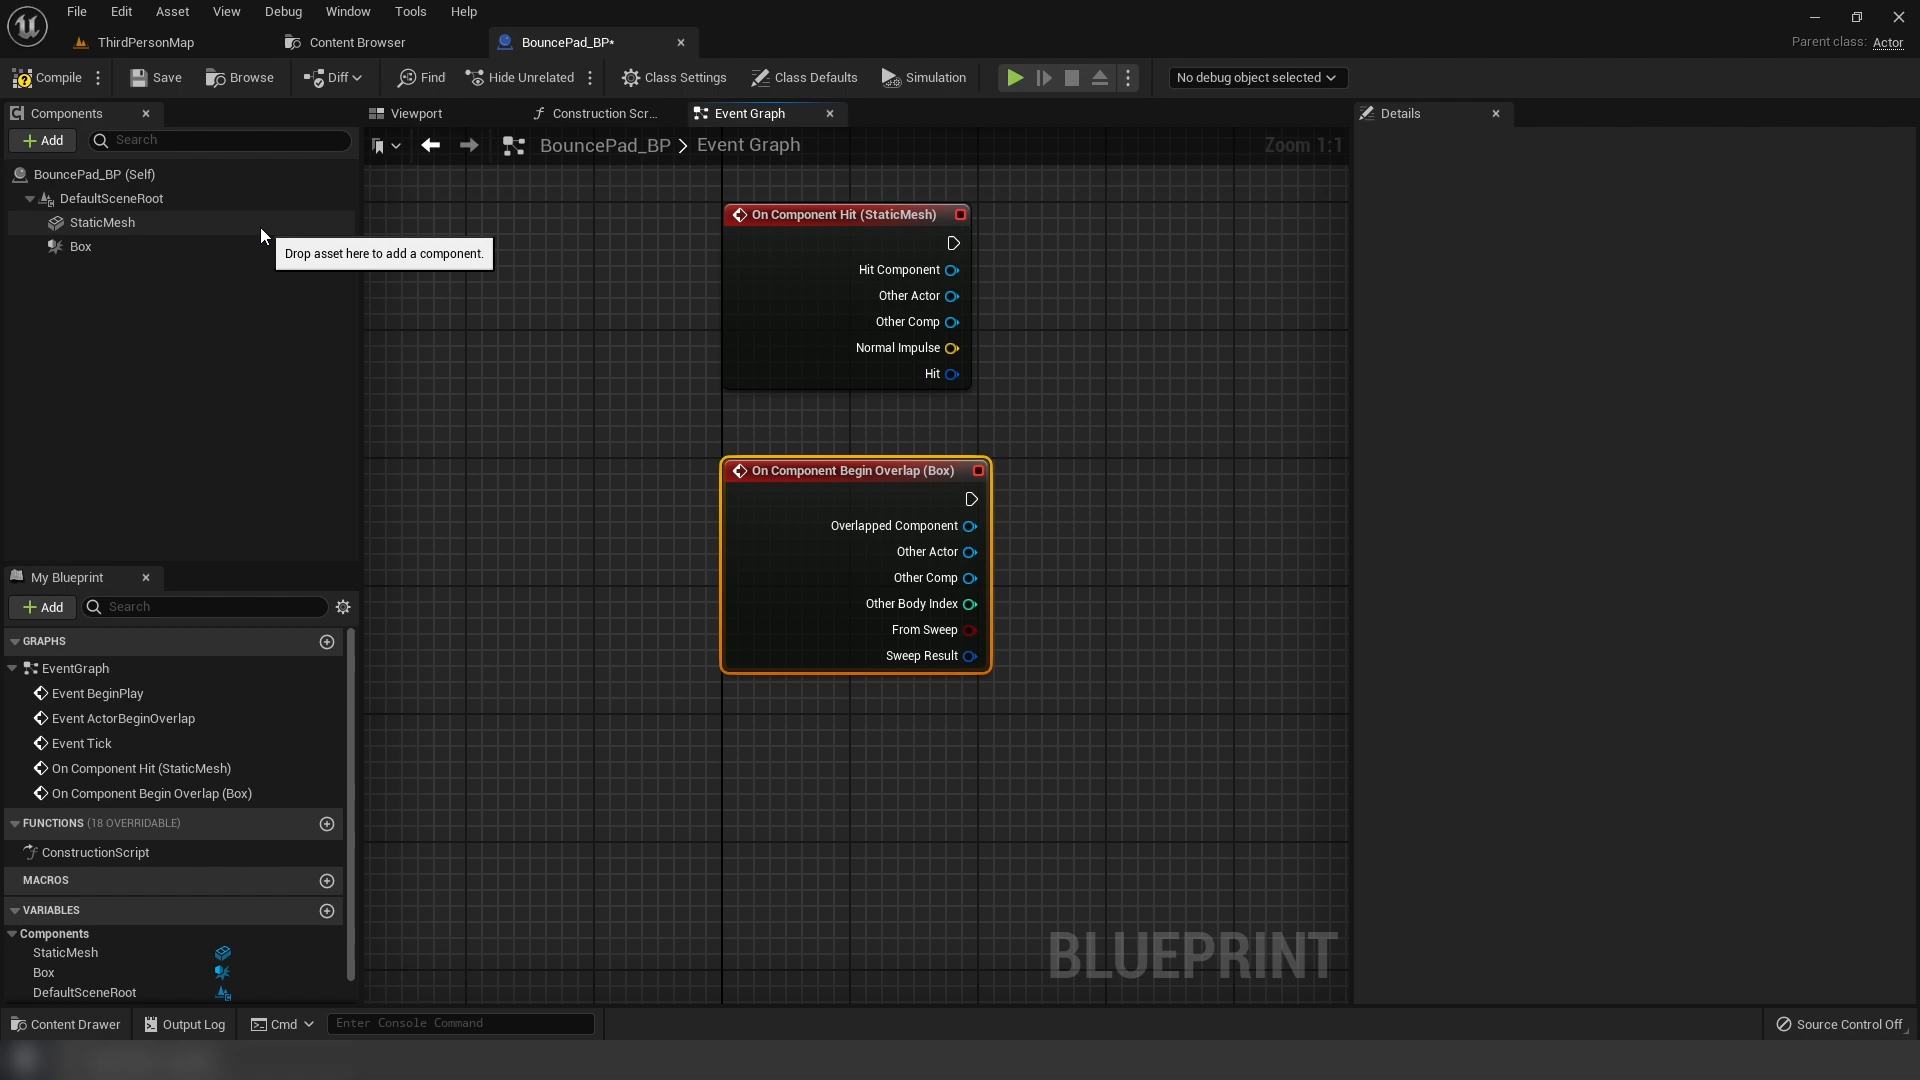 File Edit Asset View Debug Window Tools Help
ThirdPersonMap Content Browser BouncePad_BP*
Parent class: Actor
Compile Save Browse Diff Find Hide Unrelated Class Settings Class Defaults Simulation No debug object selected
Components Viewport Construction Scr... Event Graph Details
Add Search
BouncePad_BP > Event Graph Zoom 1:1
BouncePad_BP (Self)
DefaultSceneRoot
StaticMesh
Box
Drop asset here to add a component.
On Component Hit (StaticMesh)
Hit Component
Other Actor
Other Comp
Normal Impulse
Hit
On Component Begin Overlap (Box)
Overlapped Component
Other Actor
Other Comp
Other Body Index
From Sweep
Sweep Result
My Blueprint
Add Search
GRAPHS
EventGraph
Event BeginPlay
Event ActorBeginOverlap
Event Tick
On Component Hit (StaticMesh)
On Component Begin Overlap (Box)
FUNCTIONS (18 OVERRIDABLE)
ConstructionScript
MACROS
VARIABLES
Components
StaticMesh
Box
DefaultSceneRoot
BLUEPRINT
Content Drawer Output Log Cmd Enter Console Command Source Control Off